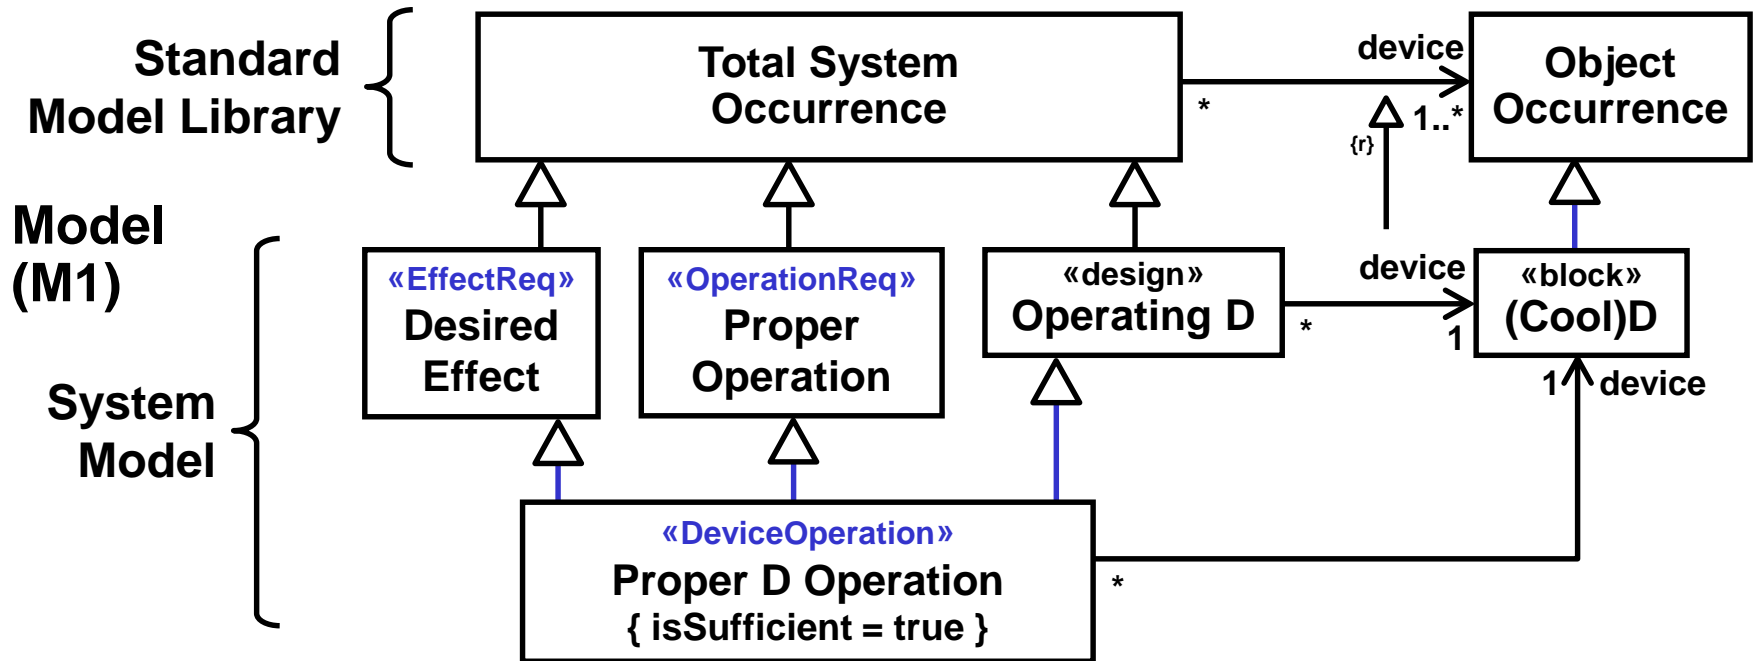 Standard
Model Library
Total System
Occurrence
device
*
1..*
{r}
Object
Occurrence
Model
(M1)
«EffectReq»
Desired
Effect
«OperationReq»
Proper
Operation
«design»
Operating D
device
*
1
«block»
(Cool)D
System
Model
1
device
«DeviceOperation»
Proper D Operation
{ isSufficient = true }
*